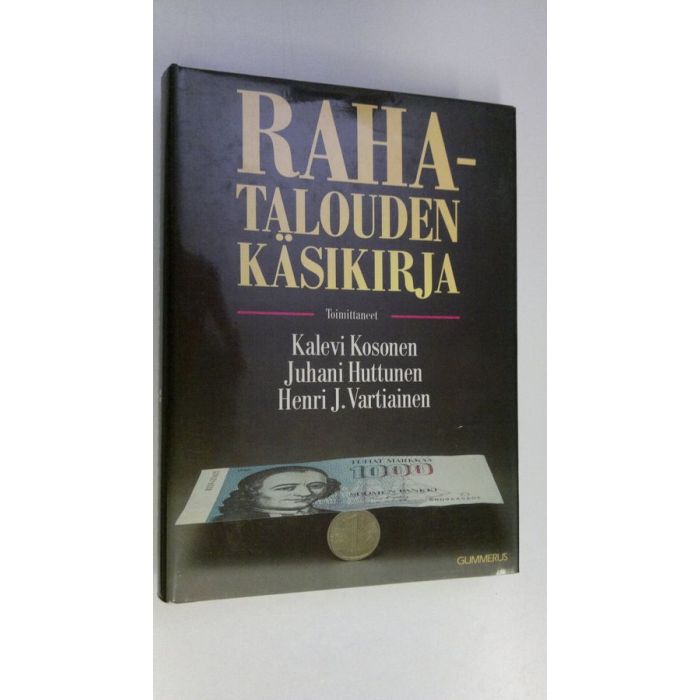 RAHA-
TALOUDEN
KÄSIKIRJA
Toimittaneet
Kalevi Kosonen
Juhani Huttunen
Henri J. Vartiainen
TUHAT MARKKAA
1000
SUOMEN PANKKI
GUMMERUS